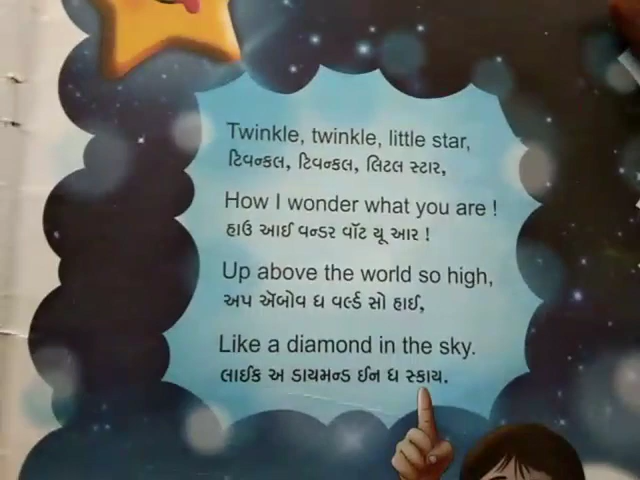 Twinkle, twinkle, little star,
ટિવન્કલ, ટિવન્કલ, લિટલ સ્ટાર,
How I wonder what you are !
હાઉ આઈ વન્ડર વૉટ યૂ આર !
Up above the world so high,
અપ ઍબોવ ધ વર્લ્ડ સો હાઈ,
Like a diamond in the sky.
લાઈક અ ડાયમન્ડ ઈન ધ સ્કાય.